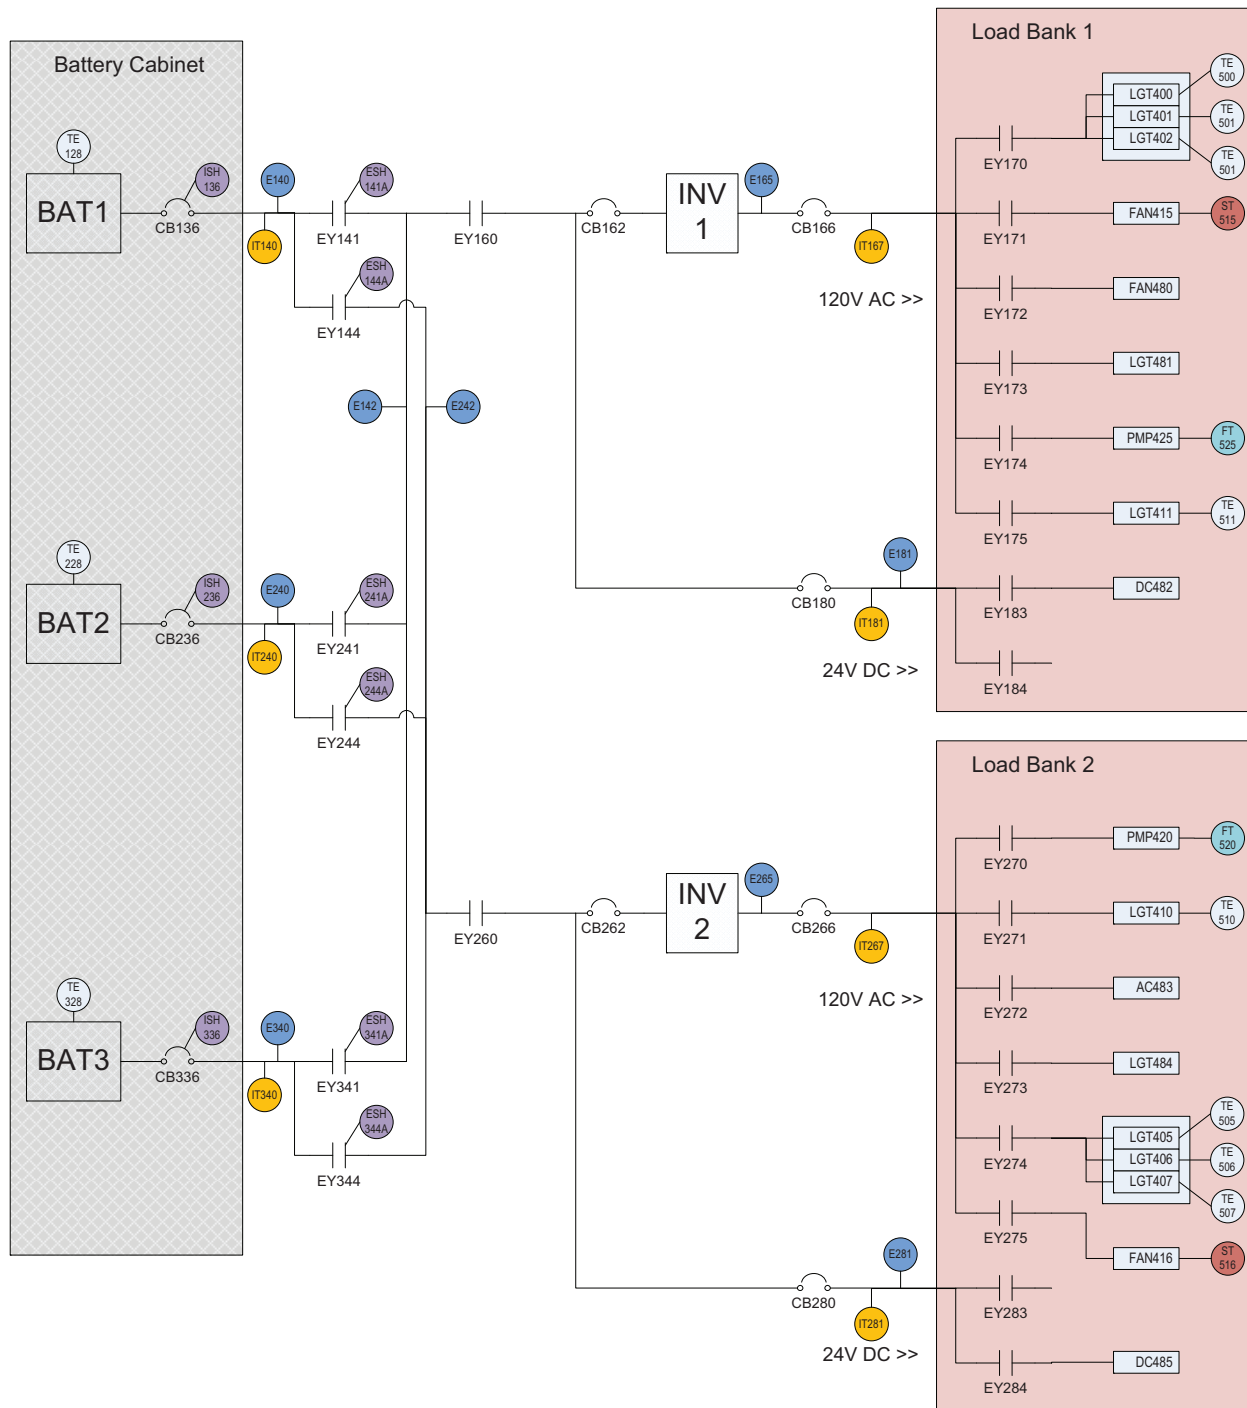 Load Bank 1
Battery Cabinet
TE
500
LGT400
LGT401
LGT402
TE
501
TE
501
EY170
TE
128
ISH
136
BAT1
CB136
E140
IT140
ESH
141A
EY141
EY160
CB162
INV
1
E165
CB166
IT167
120V AC >>
EY171
FAN415
ST
515
ESH
144A
EY144
EY172
FAN480
EY173
LGT481
E142
E242
EY174
PMP425
FT
525
EY175
LGT411
TE
511
TE
228
ISH
236
BAT2
CB236
E240
IT240
ESH
241A
EY241
ESH
244A
EY244
CB180
E181
IT181
24V DC >>
EY183
DC482
EY184
Load Bank 2
EY270
PMP420
FT
520
EY260
CB262
INV
2
E265
CB266
IT267
120V AC >>
EY271
LGT410
TE
510
EY272
AC483
EY273
LGT484
TE
328
ISH
336
BAT3
CB336
E340
IT340
ESH
341A
EY341
ESH
344A
EY344
EY274
LGT405
LGT406
LGT407
TE
505
TE
506
TE
507
EY275
FAN416
ST
516
CB280
E281
IT281
24V DC >>
EY283
EY284
DC485